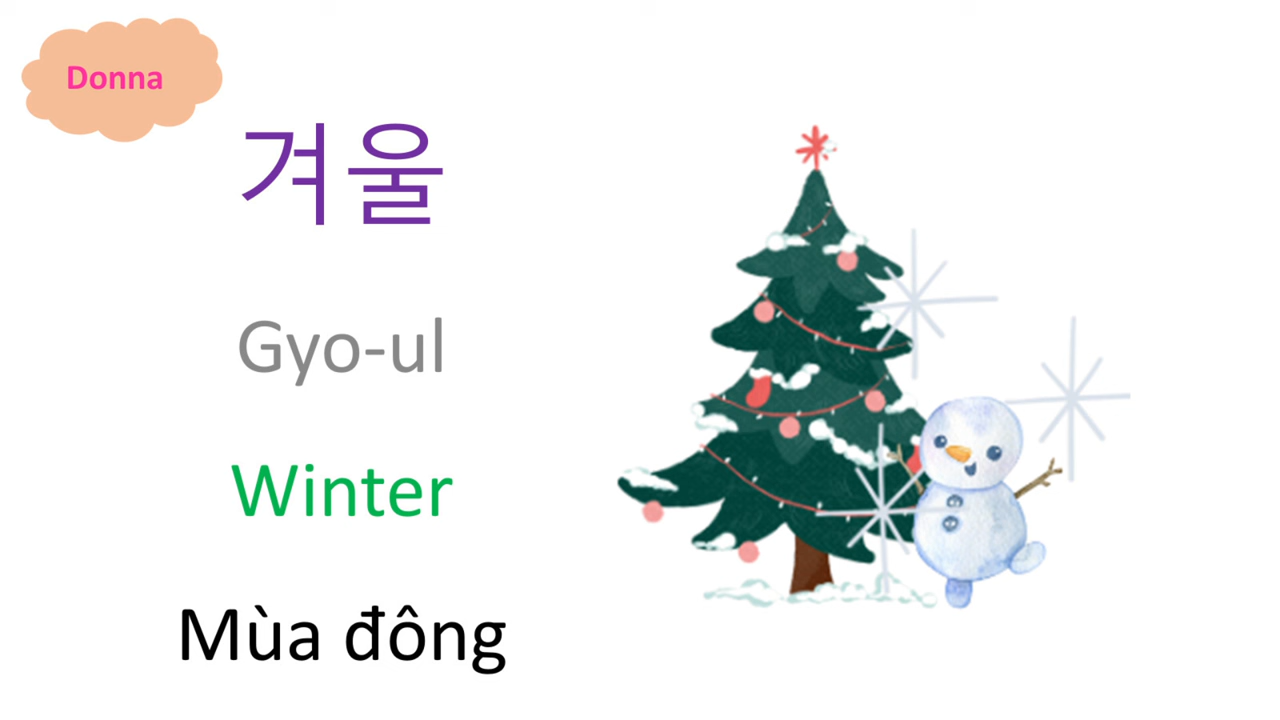 Donna
겨울
Gyo-ul
Winter
Mùa đông